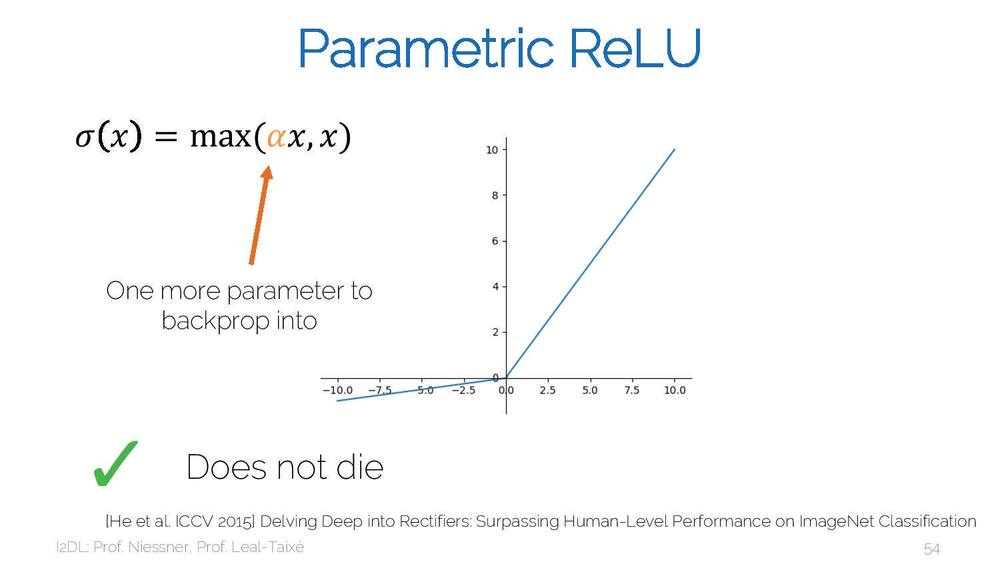 Parametric ReLU
σ(x) = max(αx, x)
One more parameter to
backprop into
10
8
6
4
2
0
−10.0 −7.5 −5.0 −2.5 0.0 2.5 5.0 7.5 10.0
Does not die
[He et al. ICCV 2015] Delving Deep into Rectifiers: Surpassing Human-Level Performance on ImageNet Classification
I2DL: Prof. Niessner, Prof. Leal-Taixé
54